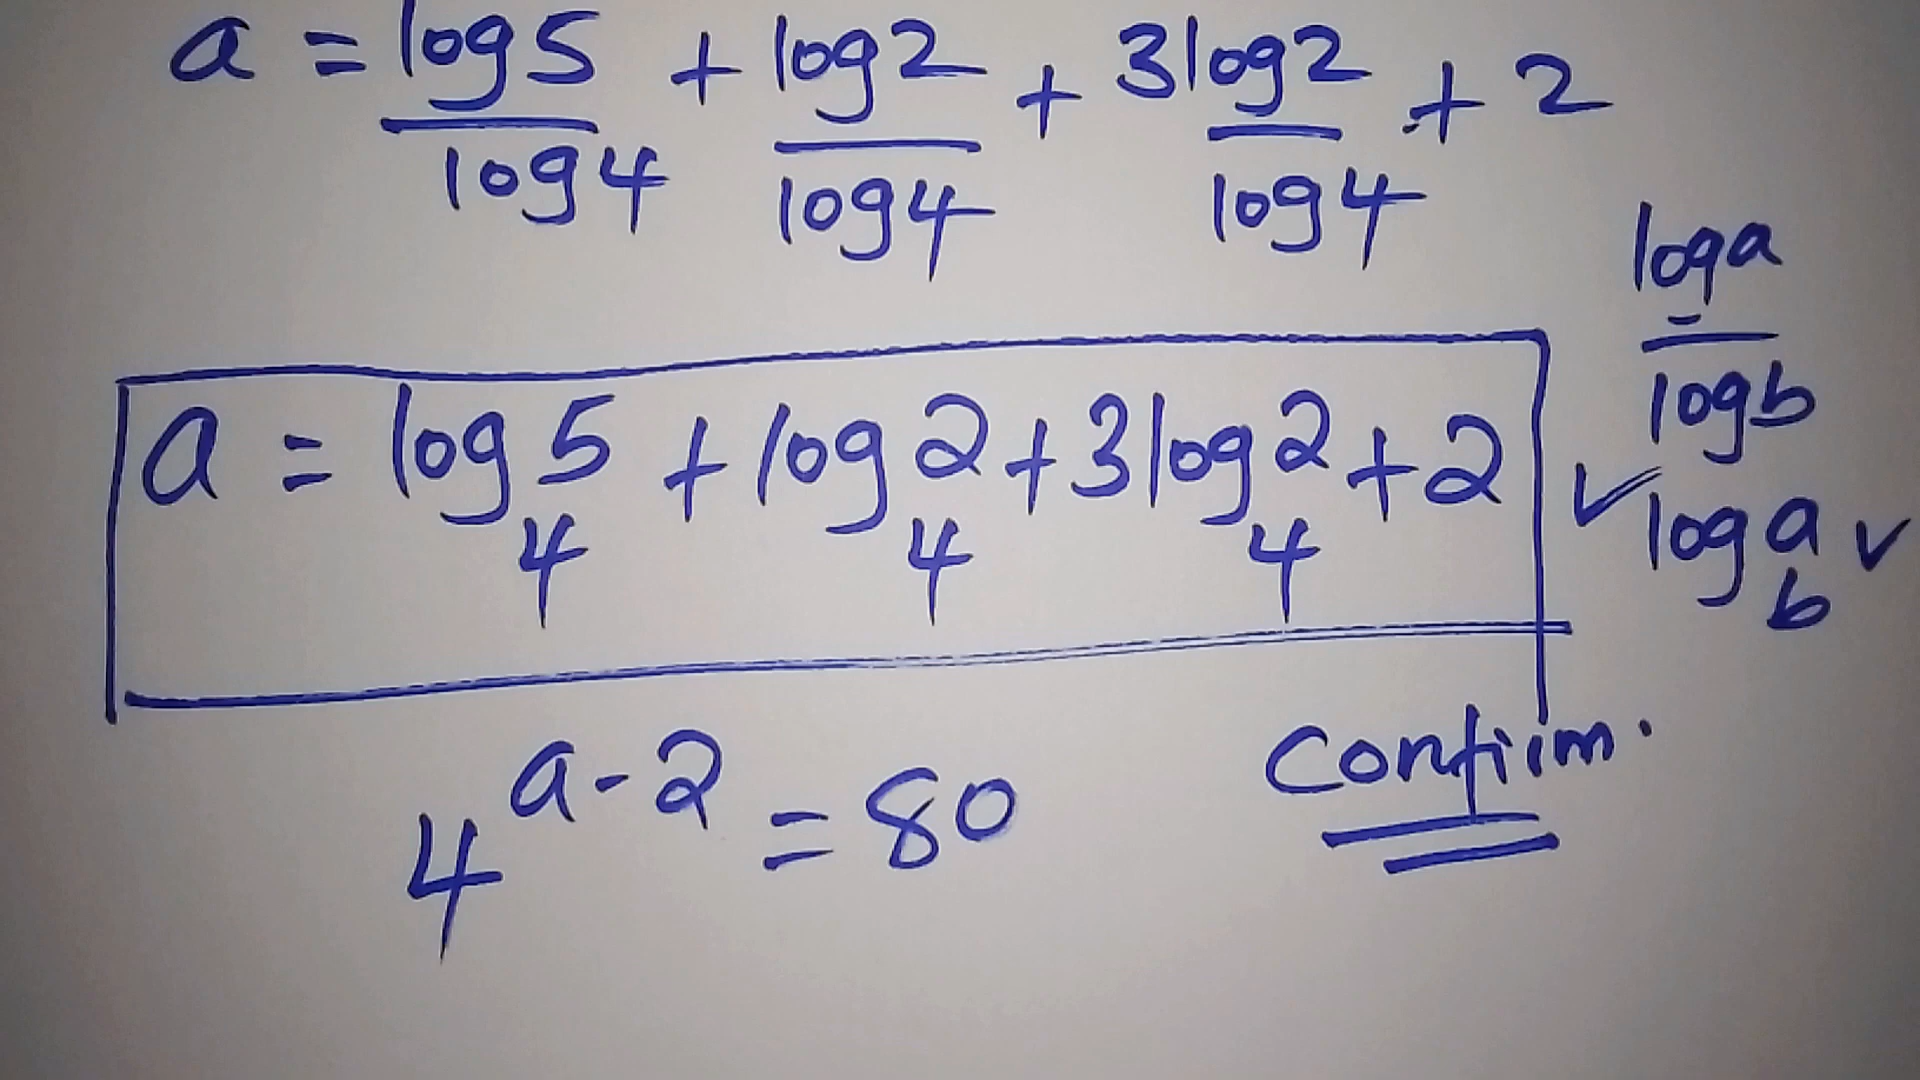 a = log5/log4 + log2/log4 + 3log2/log4 + 2
loga/logb
a = log₄5 + log₄2 + 3log₄2 + 2
✓ log_b a ✓
Confirm.
4^(a-2) = 80